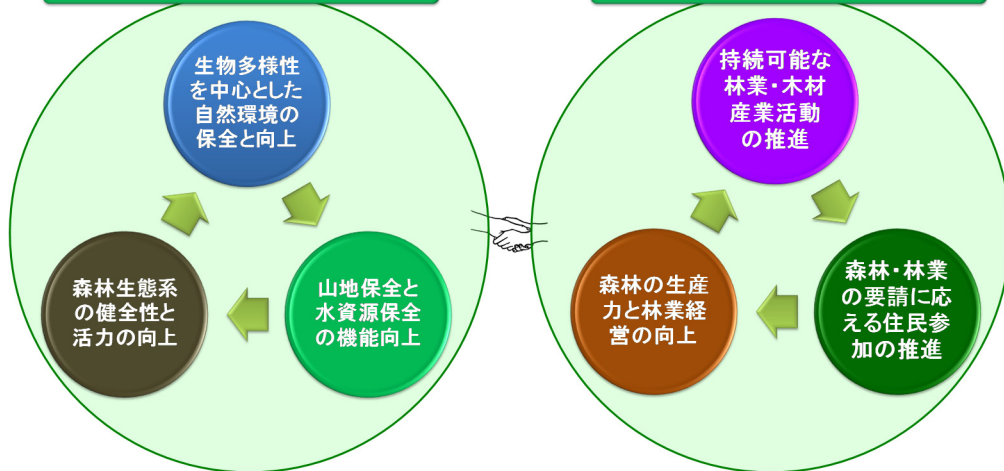 生物多様性
を中心とした
自然環境の
保全と向上
山地保全と
水資源保全
の機能向上
森林生態系
の健全性と
活力の向上
持続可能な
林業・木材
産業活動
の推進
森林・林業
の要請に応
える住民参
加の推進
森林の生産
力と林業経
営の向上